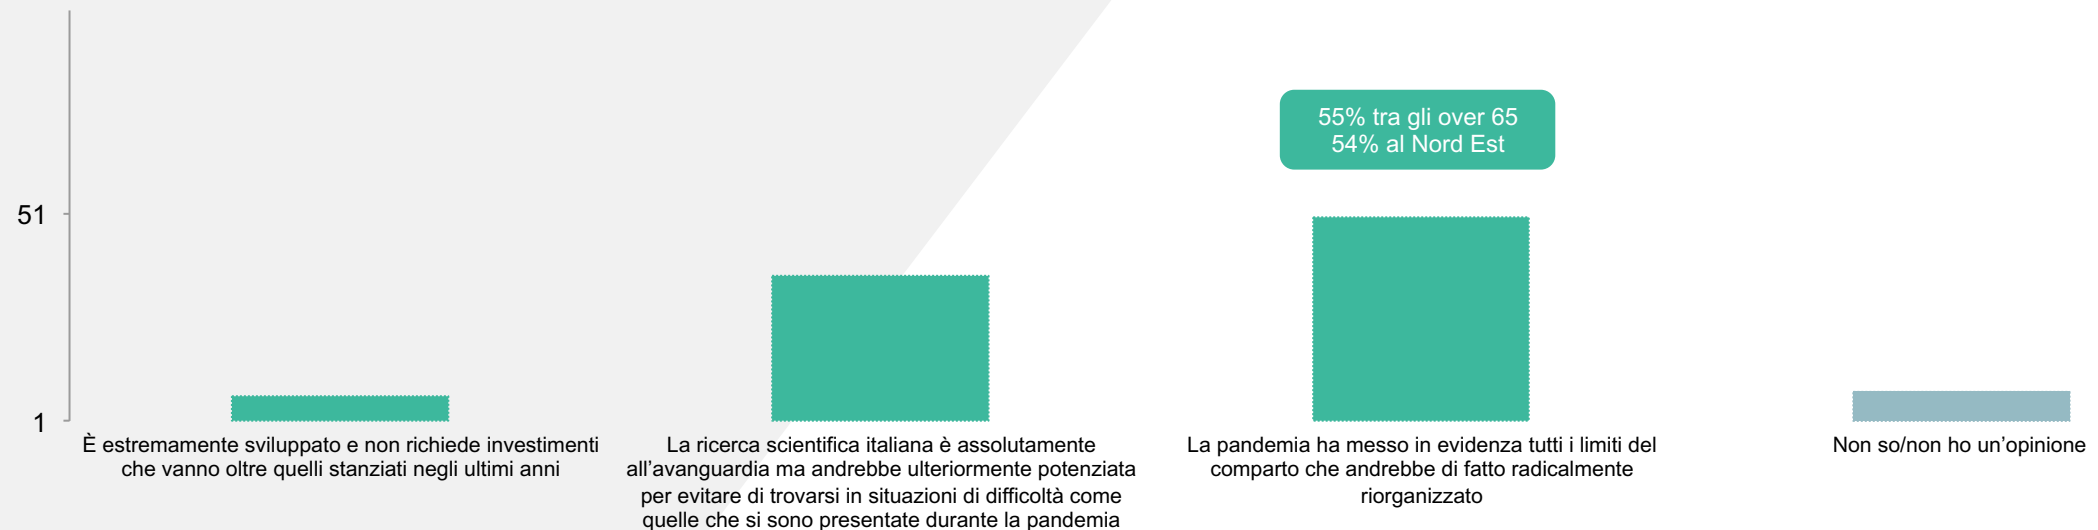 55% tra gli over 65
54% al Nord Est
51
1
È estremamente sviluppato e non richiede investimenti
che vanno oltre quelli stanziati negli ultimi anni
La ricerca scientifica italiana è assolutamente
all’avanguardia ma andrebbe ulteriormente potenziata
per evitare di trovarsi in situazioni di difficoltà come
quelle che si sono presentate durante la pandemia
La pandemia ha messo in evidenza tutti i limiti del
comparto che andrebbe di fatto radicalmente
riorganizzato
Non so/non ho un’opinione